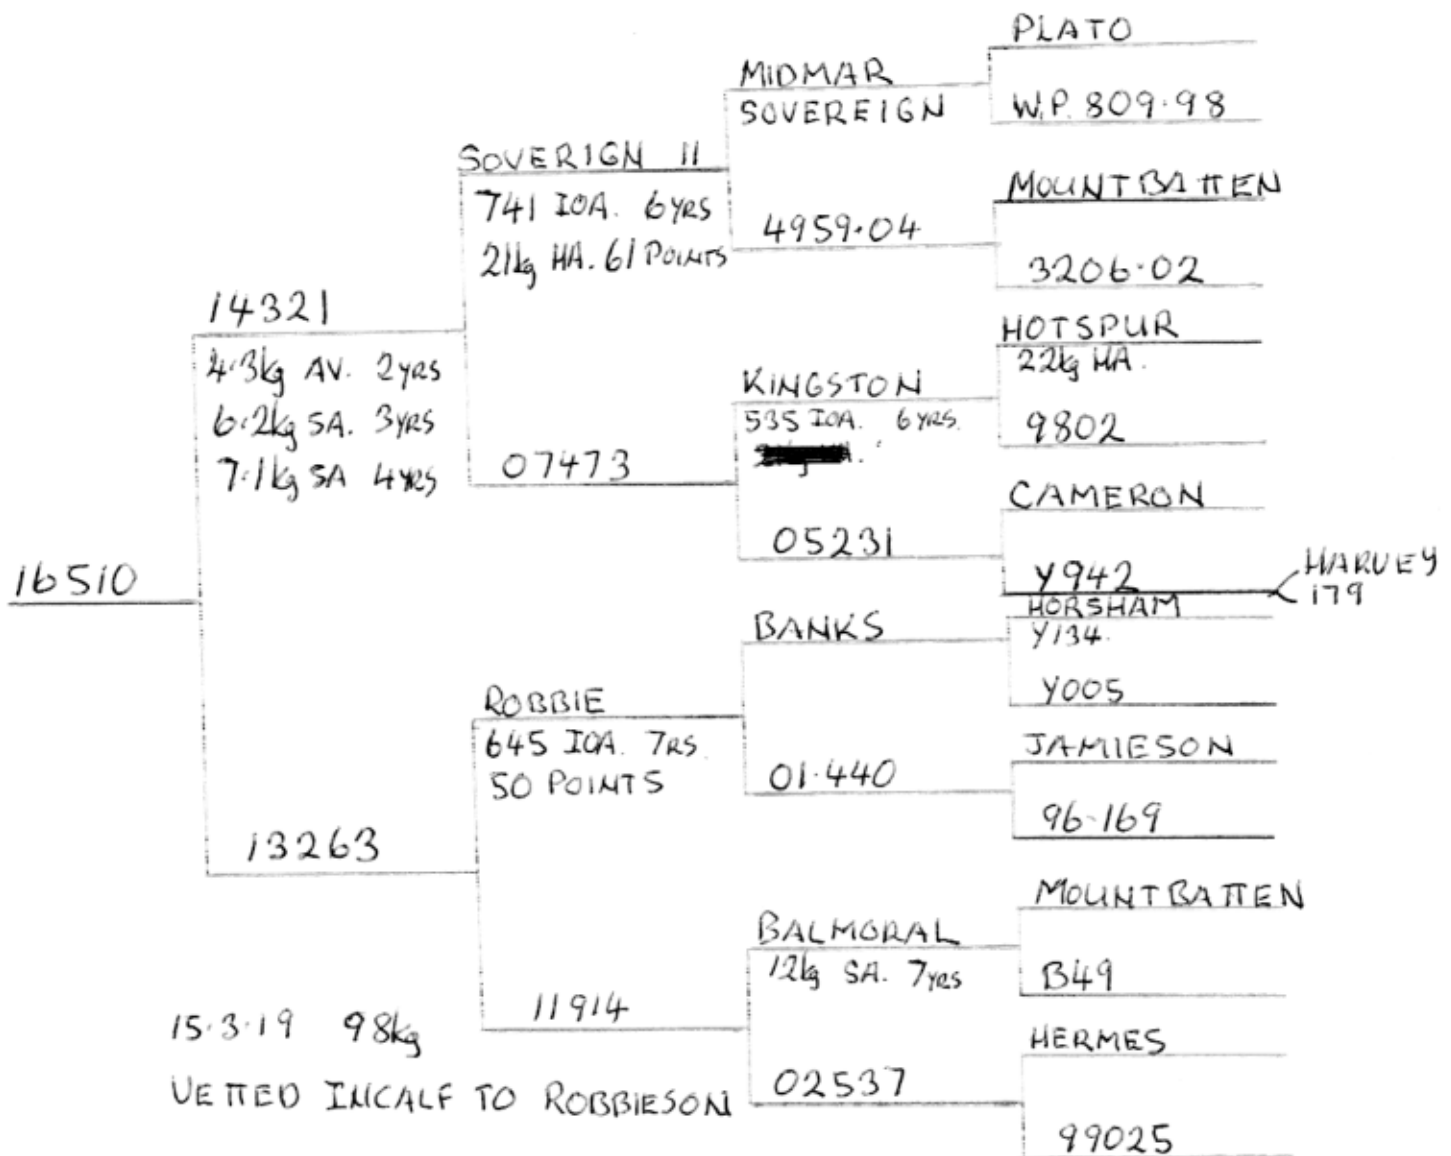 PLATO
MIDMAR
SOVEREIGN
W.P. 809·98
SOVERIGN II
741 IOA. 6YRS
21kg HA. 61 POINTS
MOUNTBATTEN
4959·04
3206·02
14321
4·3kg AV. 2YRS
6·2kg SA. 3YRS
7·1kg SA 4YRS
HOTSPUR
22kg HA.
KINGSTON
535 IOA. 6YRS.
9802
07473
CAMERON
05231
Y942
HARVEY
179
16510
HORSHAM
Y134.
BANKS
Y005
ROBBIE
645 IOA. 7RS.
50 POINTS
JAMIESON
01·440
96·169
13263
MOUNTBATTEN
BALMORAL
12kg SA. 7YRS
B49
11914
HERMES
02537
99025
15·3·19 98kg
VETTED INCALF TO ROBBIESON